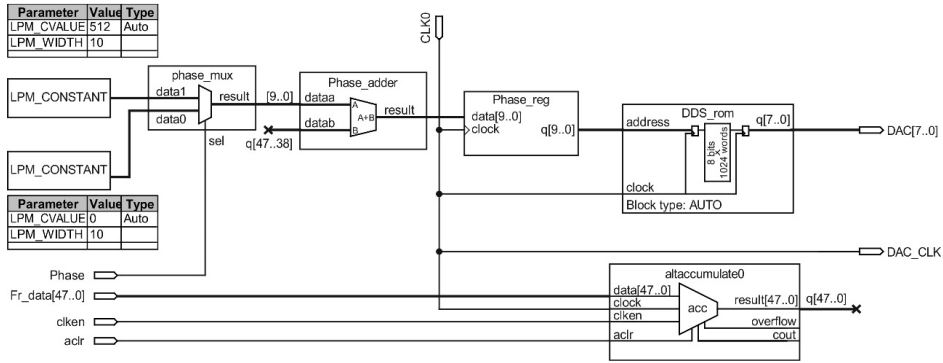 Parameter Value Type
LPM_CVALUE 512 Auto
LPM_WIDTH 10
CLK0
LPM_CONSTANT
phase_mux
data1
result
data0
sel
[9..0]
Phase_adder
dataa
A
A+B
result
datab
B
q[47..38]
Phase_reg
data[9..0]
clock
q[9..0]
DDS_rom
address
q[7..0]
8 bits
×
1024 words
clock
Block type: AUTO
DAC[7..0]
LPM_CONSTANT
Parameter Value Type
LPM_CVALUE 0 Auto
LPM_WIDTH 10
DAC_CLK
Phase
Fr_data[47..0]
clken
aclr
altaccumulate0
data[47..0]
clock
clken
acc
result[47..0]
q[47..0]
overflow
aclr
cout